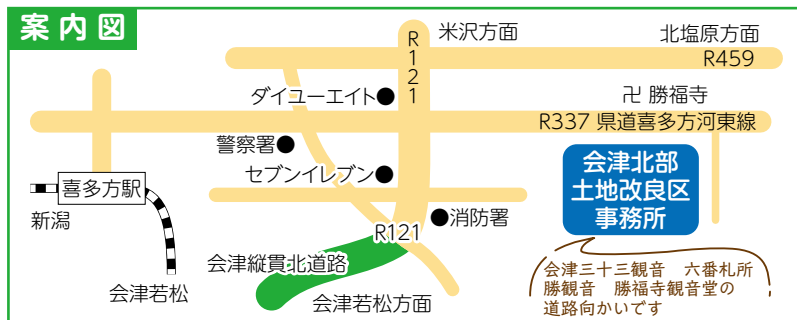 案内図
米沢方面
北塩原方面
R121
R459
ダイユーエイト
卍 勝福寺
R337 県道喜多方河東線
警察署
セブンイレブン
会津北部
土地改良区
事務所
喜多方駅
新潟
消防署
R121
会津縦貫北道路
会津若松
会津若松方面
会津三十三観音 六番札所
勝観音 勝福寺観音堂の
道路向かいです